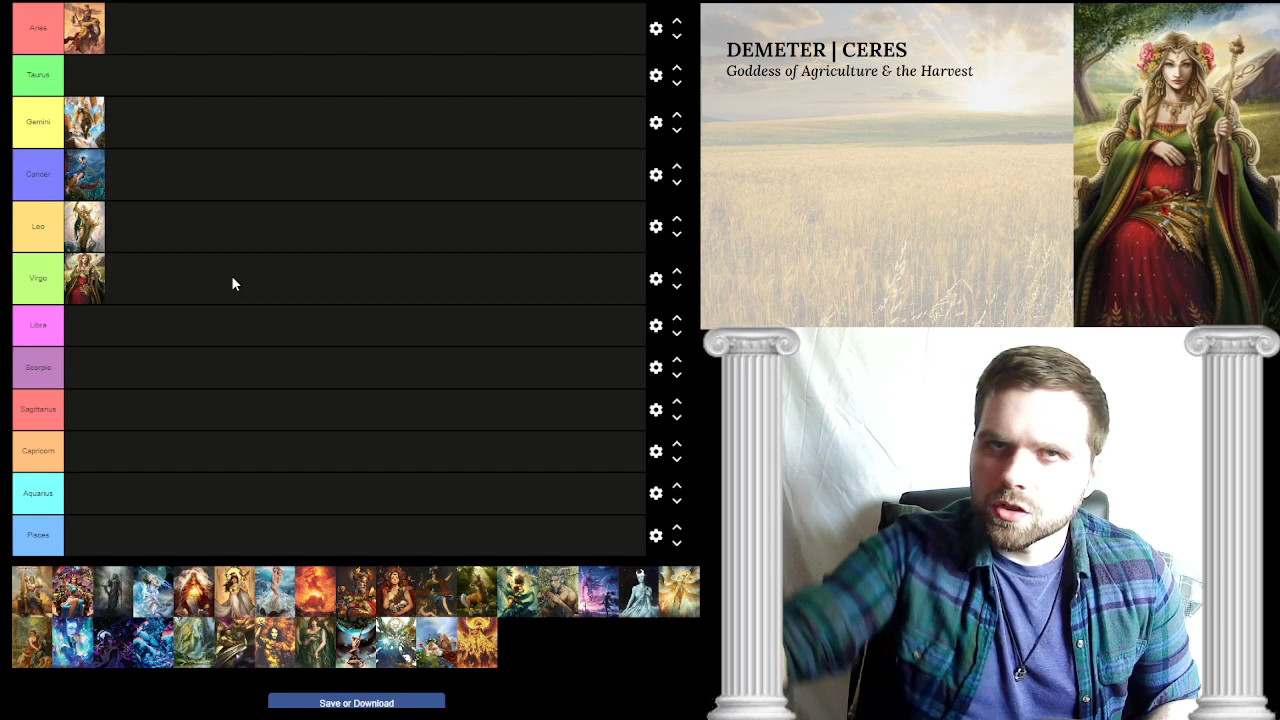 Aries
Taurus
Gemini
Cancer
Leo
Virgo
Libra
Scorpio
Sagittarius
Capricorn
Aquarius
Pisces
Save or Download
DEMETER | CERES
Goddess of Agriculture & the Harvest